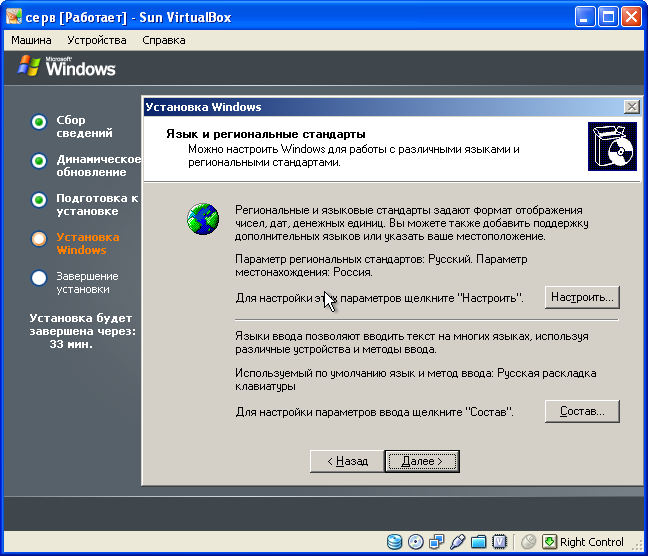 серв [Работает] - Sun VirtualBox
Машина Устройства Справка
Microsoft
Windows
Сбор
сведений
Динамическое
обновление
Подготовка к
установке
Установка
Windows
Завершение
установки
Установка будет
завершена через:
33 мин.
Установка Windows
Язык и региональные стандарты
Можно настроить Windows для работы с различными языками и
региональными стандартами.
Региональные и языковые стандарты задают формат отображения
чисел, дат, денежных единиц. Вы можете также добавить поддержку
дополнительных языков или указать ваше местоположение.
Параметр региональных стандартов: Русский. Параметр
местонахождения: Россия.
Для настройки этих параметров щелкните "Настроить".
Настроить...
Языки ввода позволяют вводить текст на многих языках, используя
различные устройства и методы ввода.
Используемый по умолчанию язык и метод ввода: Русская раскладка
клавиатуры
Для настройки параметров ввода щелкните "Состав".
Состав...
< Назад
Далее >
Right Control